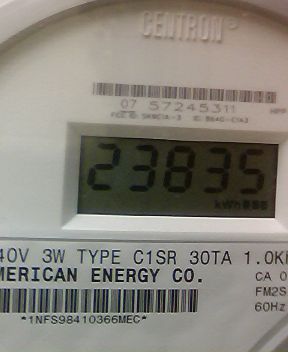 CENTRON®
07 57245311
23835
kWh
40V 3W TYPE C1SR 30TA 1.0K
MERICAN ENERGY CO.
CA 0
FM2S
60Hz
*1NFS98410366MEC*